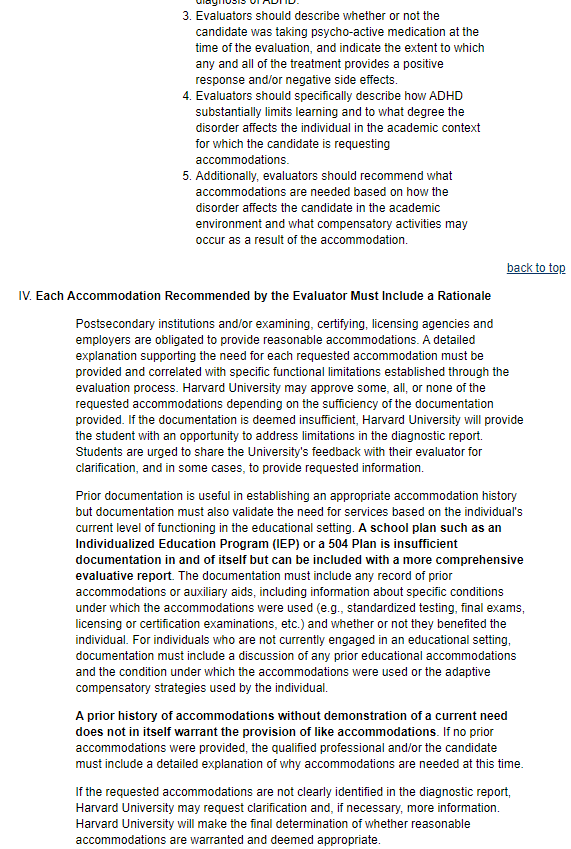 diagnosis of ADHD.
3. Evaluators should describe whether or not the
candidate was taking psycho-active medication at the
time of the evaluation, and indicate the extent to which
any and all of the treatment provides a positive
response and/or negative side effects.
4. Evaluators should specifically describe how ADHD
substantially limits learning and to what degree the
disorder affects the individual in the academic context
for which the candidate is requesting
accommodations.
5. Additionally, evaluators should recommend what
accommodations are needed based on how the
disorder affects the candidate in the academic
environment and what compensatory activities may
occur as a result of the accommodation.
back to top
IV. Each Accommodation Recommended by the Evaluator Must Include a Rationale
Postsecondary institutions and/or examining, certifying, licensing agencies and
employers are obligated to provide reasonable accommodations. A detailed
explanation supporting the need for each requested accommodation must be
provided and correlated with specific functional limitations established through the
evaluation process. Harvard University may approve some, all, or none of the
requested accommodations depending on the sufficiency of the documentation
provided. If the documentation is deemed insufficient, Harvard University will provide
the student with an opportunity to address limitations in the diagnostic report.
Students are urged to share the University's feedback with their evaluator for
clarification, and in some cases, to provide requested information.
Prior documentation is useful in establishing an appropriate accommodation history
but documentation must also validate the need for services based on the individual's
current level of functioning in the educational setting. A school plan such as an
Individualized Education Program (IEP) or a 504 Plan is insufficient
documentation in and of itself but can be included with a more comprehensive
evaluative report. The documentation must include any record of prior
accommodations or auxiliary aids, including information about specific conditions
under which the accommodations were used (e.g., standardized testing, final exams,
licensing or certification examinations, etc.) and whether or not they benefited the
individual. For individuals who are not currently engaged in an educational setting,
documentation must include a discussion of any prior educational accommodations
and the condition under which the accommodations were used or the adaptive
compensatory strategies used by the individual.
A prior history of accommodations without demonstration of a current need
does not in itself warrant the provision of like accommodations. If no prior
accommodations were provided, the qualified professional and/or the candidate
must include a detailed explanation of why accommodations are needed at this time.
If the requested accommodations are not clearly identified in the diagnostic report,
Harvard University may request clarification and, if necessary, more information.
Harvard University will make the final determination of whether reasonable
accommodations are warranted and deemed appropriate.